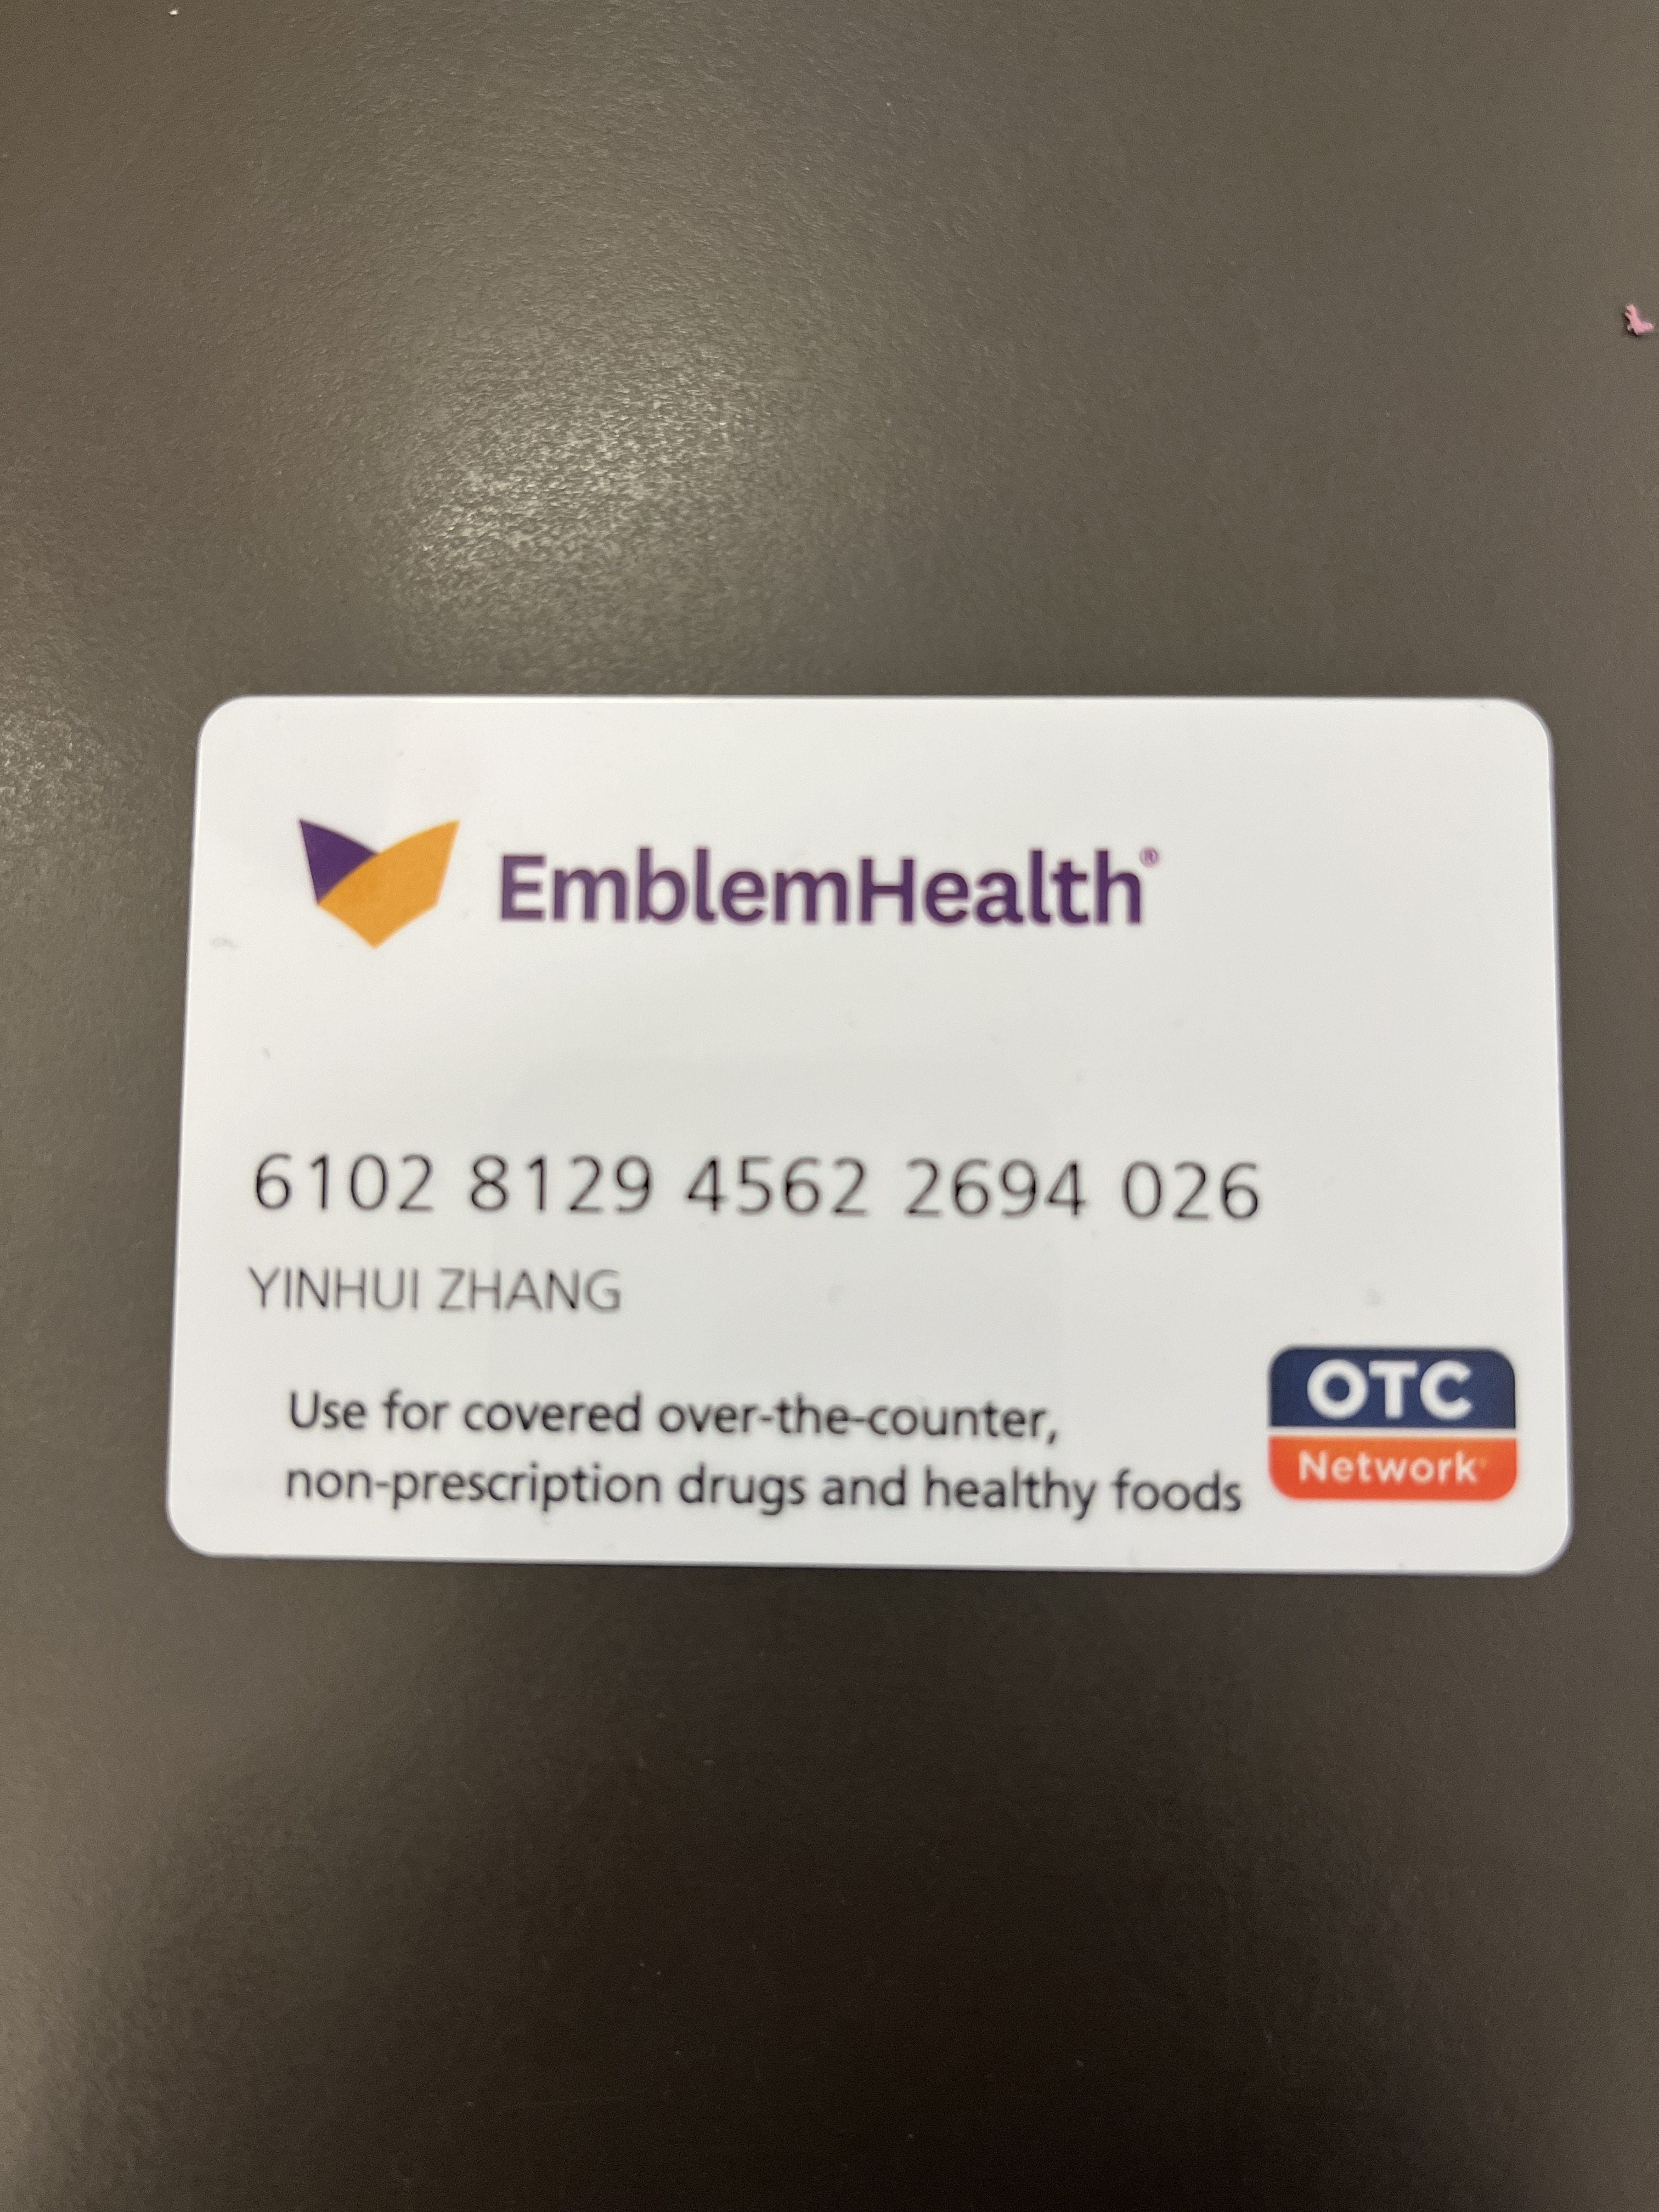 EmblemHealth®
6102 8129 4562 2694 026
YINHUI ZHANG
Use for covered over-the-counter,
non-prescription drugs and healthy foods
OTC
Network